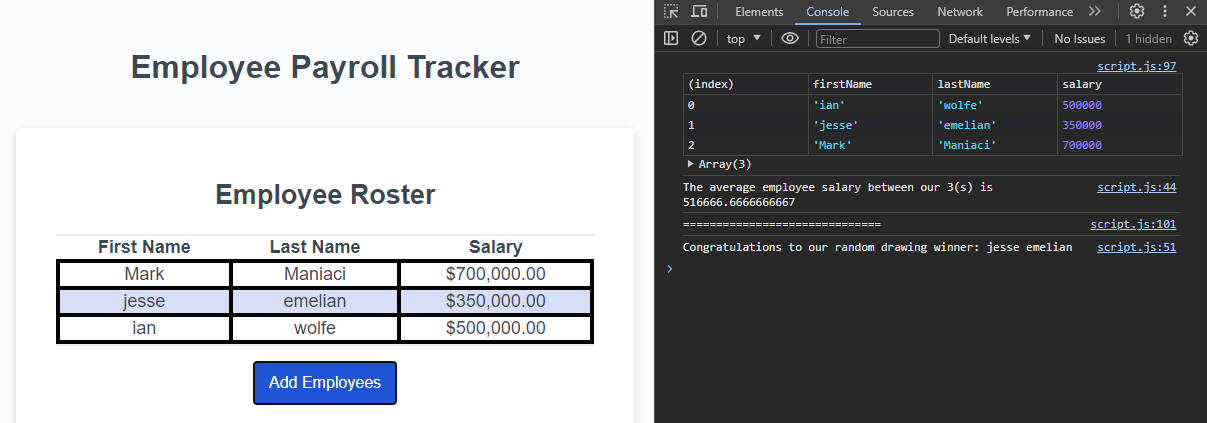 Employee Payroll Tracker
Employee Roster
First Name Last Name Salary
Mark Maniaci $700,000.00
jesse emelian $350,000.00
ian wolfe $500,000.00
Add Employees
Elements Console Sources Network Performance
top Filter Default levels No Issues 1 hidden
script.js:97
(index) firstName lastName salary
0 'ian' 'wolfe' 500000
1 'jesse' 'emelian' 350000
2 'Mark' 'Maniaci' 700000
Array(3)
The average employee salary between our 3(s) is script.js:44
516666.6666666667
============================== script.js:101
Congratulations to our random drawing winner: jesse emelian script.js:51